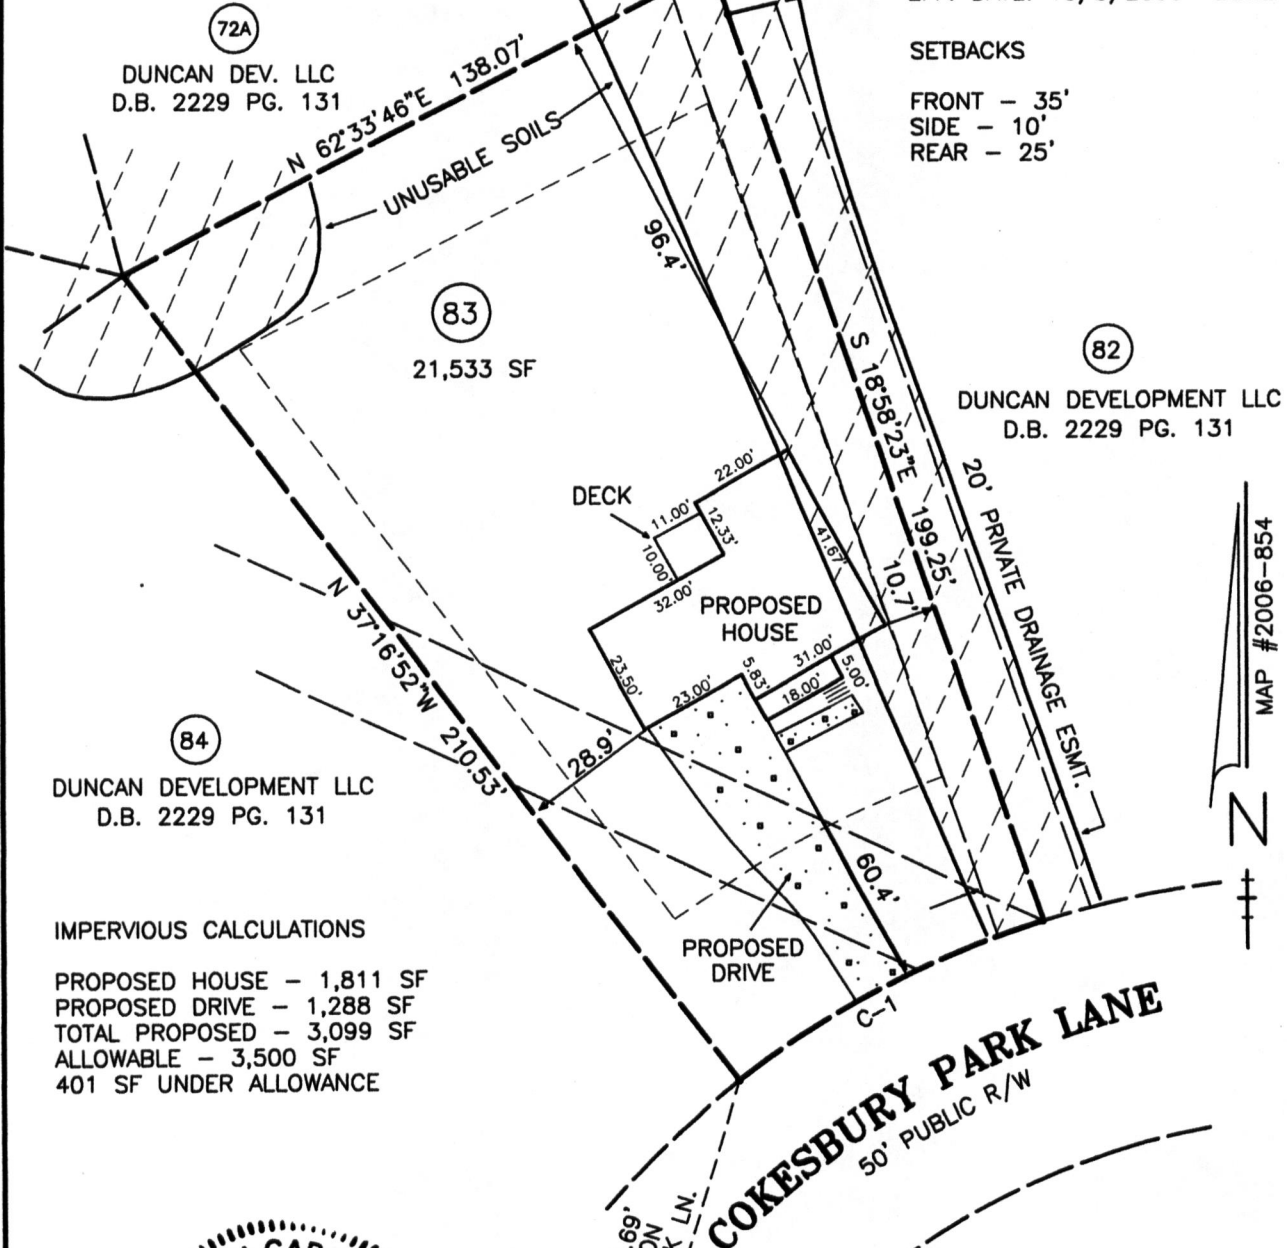 72A
DUNCAN DEV. LLC
D.B. 2229 PG. 131
N 62°33'46"E 138.07'
UNUSABLE SOILS
SETBACKS
FRONT – 35'
SIDE – 10'
REAR – 25'
96.4'
83
21,533 SF
S 18°58'23"E 199.25'
82
DUNCAN DEVELOPMENT LLC
D.B. 2229 PG. 131
20' PRIVATE DRAINAGE ESMT.
DECK
22.00'
11.00'
12.33'
10.00'
32.00'
41.67'
10.7'
PROPOSED
HOUSE
31.00'
5.00'
5.83'
18.00'
23.50'
23.00'
28.9'
N 37°16'52"W 210.53'
MAP #2006–854
N
84
DUNCAN DEVELOPMENT LLC
D.B. 2229 PG. 131
60.4'
PROPOSED
DRIVE
C–1
IMPERVIOUS CALCULATIONS
PROPOSED HOUSE – 1,811 SF
PROPOSED DRIVE – 1,288 SF
TOTAL PROPOSED – 3,099 SF
ALLOWABLE – 3,500 SF
401 SF UNDER ALLOWANCE
COKESBURY PARK LANE
50' PUBLIC R/W
69'
ON
LN.
CAR